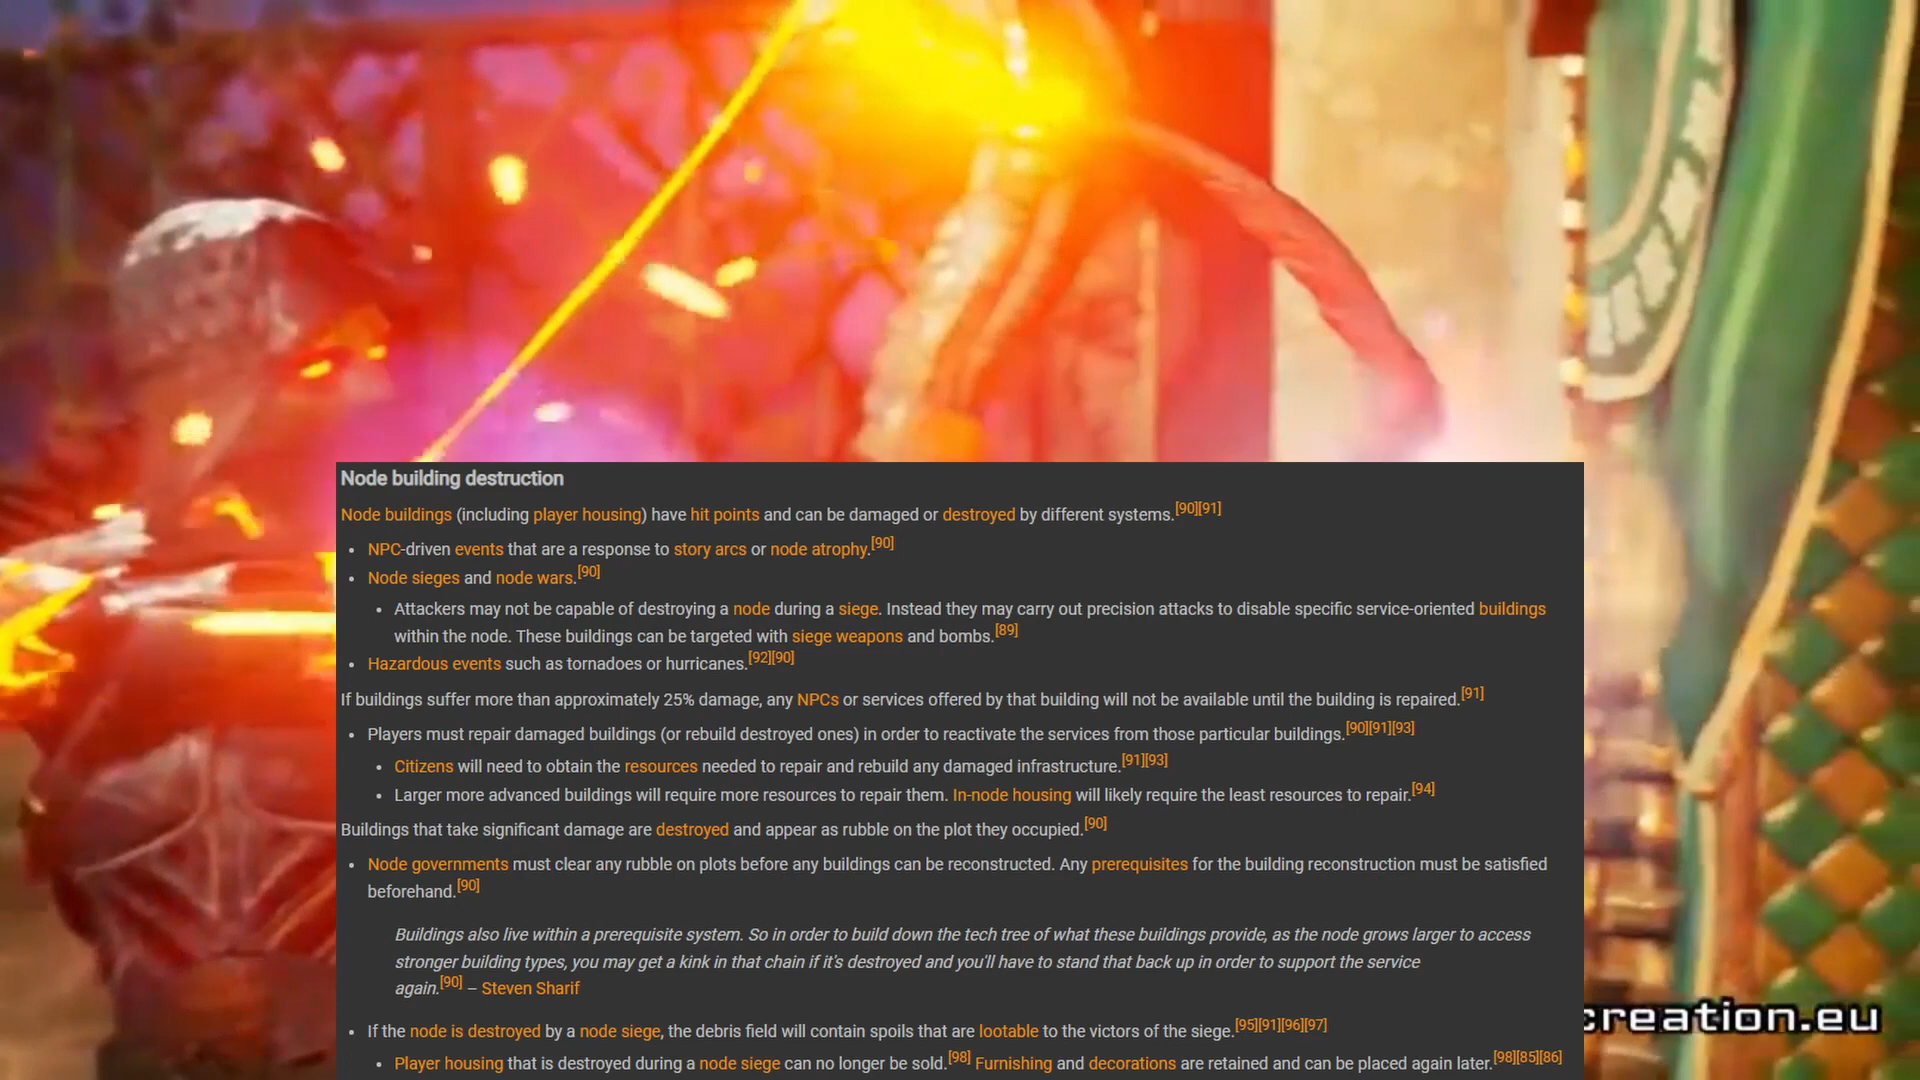 Node building destruction
Node buildings (including player housing) have hit points and can be damaged or destroyed by different systems.[90][91]
• NPC-driven events that are a response to story arcs or node atrophy.[90]
• Node sieges and node wars.[90]
• Attackers may not be capable of destroying a node during a siege. Instead they may carry out precision attacks to disable specific service-oriented buildings
within the node. These buildings can be targeted with siege weapons and bombs.[89]
• Hazardous events such as tornadoes or hurricanes.[92][90]
If buildings suffer more than approximately 25% damage, any NPCs or services offered by that building will not be available until the building is repaired.[91]
• Players must repair damaged buildings (or rebuild destroyed ones) in order to reactivate the services from those particular buildings.[90][91][93]
• Citizens will need to obtain the resources needed to repair and rebuild any damaged infrastructure.[91][93]
• Larger more advanced buildings will require more resources to repair them. In-node housing will likely require the least resources to repair.[94]
Buildings that take significant damage are destroyed and appear as rubble on the plot they occupied.[90]
• Node governments must clear any rubble on plots before any buildings can be reconstructed. Any prerequisites for the building reconstruction must be satisfied
beforehand.[90]
Buildings also live within a prerequisite system. So in order to build down the tech tree of what these buildings provide, as the node grows larger to access
stronger building types, you may get a kink in that chain if it's destroyed and you'll have to stand that back up in order to support the service
again.[90] – Steven Sharif
• If the node is destroyed by a node siege, the debris field will contain spoils that are lootable to the victors of the siege.[95][91][96][97]
• Player housing that is destroyed during a node siege can no longer be sold.[98] Furnishing and decorations are retained and can be placed again later.[98][85][86]
creation.eu